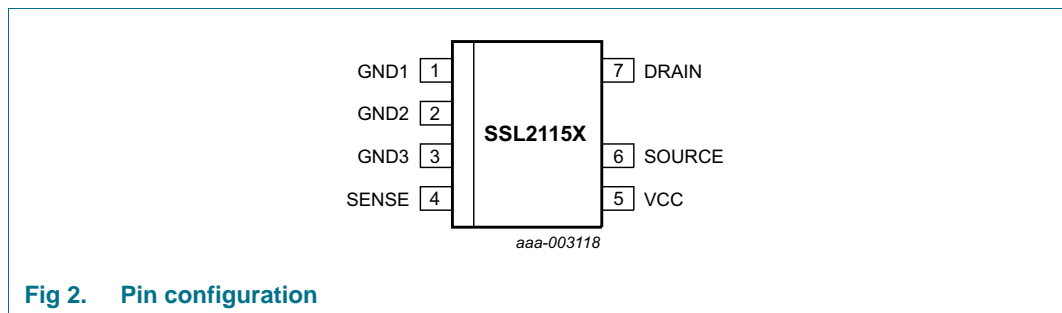 GND1 1 7 DRAIN
GND2 2
SSL2115X
GND3 3 6 SOURCE
SENSE 4 5 VCC
aaa-003118
Fig 2. Pin configuration